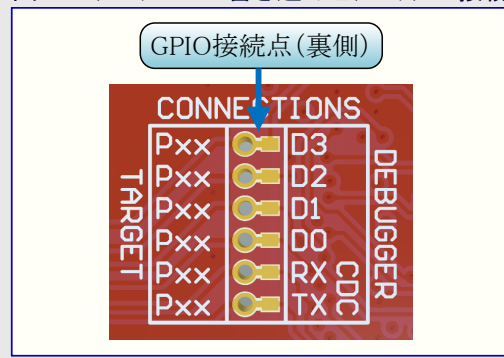 GPIO接続点(裏側)
CONNECTIONS
Pxx D3
Pxx D2
Pxx D1
Pxx D0
Pxx RX
Pxx TX
TARGET
CDC
DEBUGGER